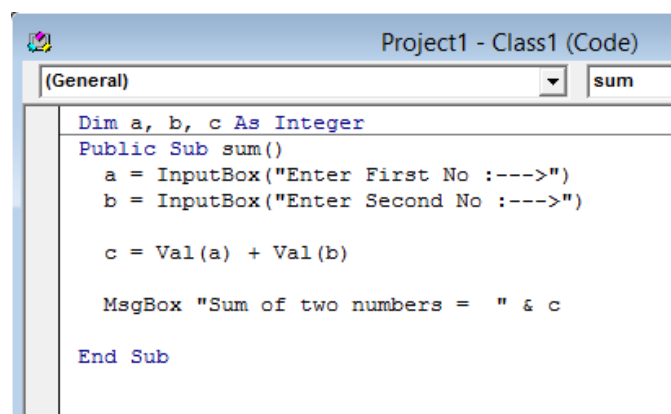 Project1 - Class1 (Code)
(General) sum
Dim a, b, c As Integer
Public Sub sum()
a = InputBox("Enter First No :--->")
b = InputBox("Enter Second No :--->")
c = Val(a) + Val(b)
MsgBox "Sum of two numbers =  " & c
End Sub